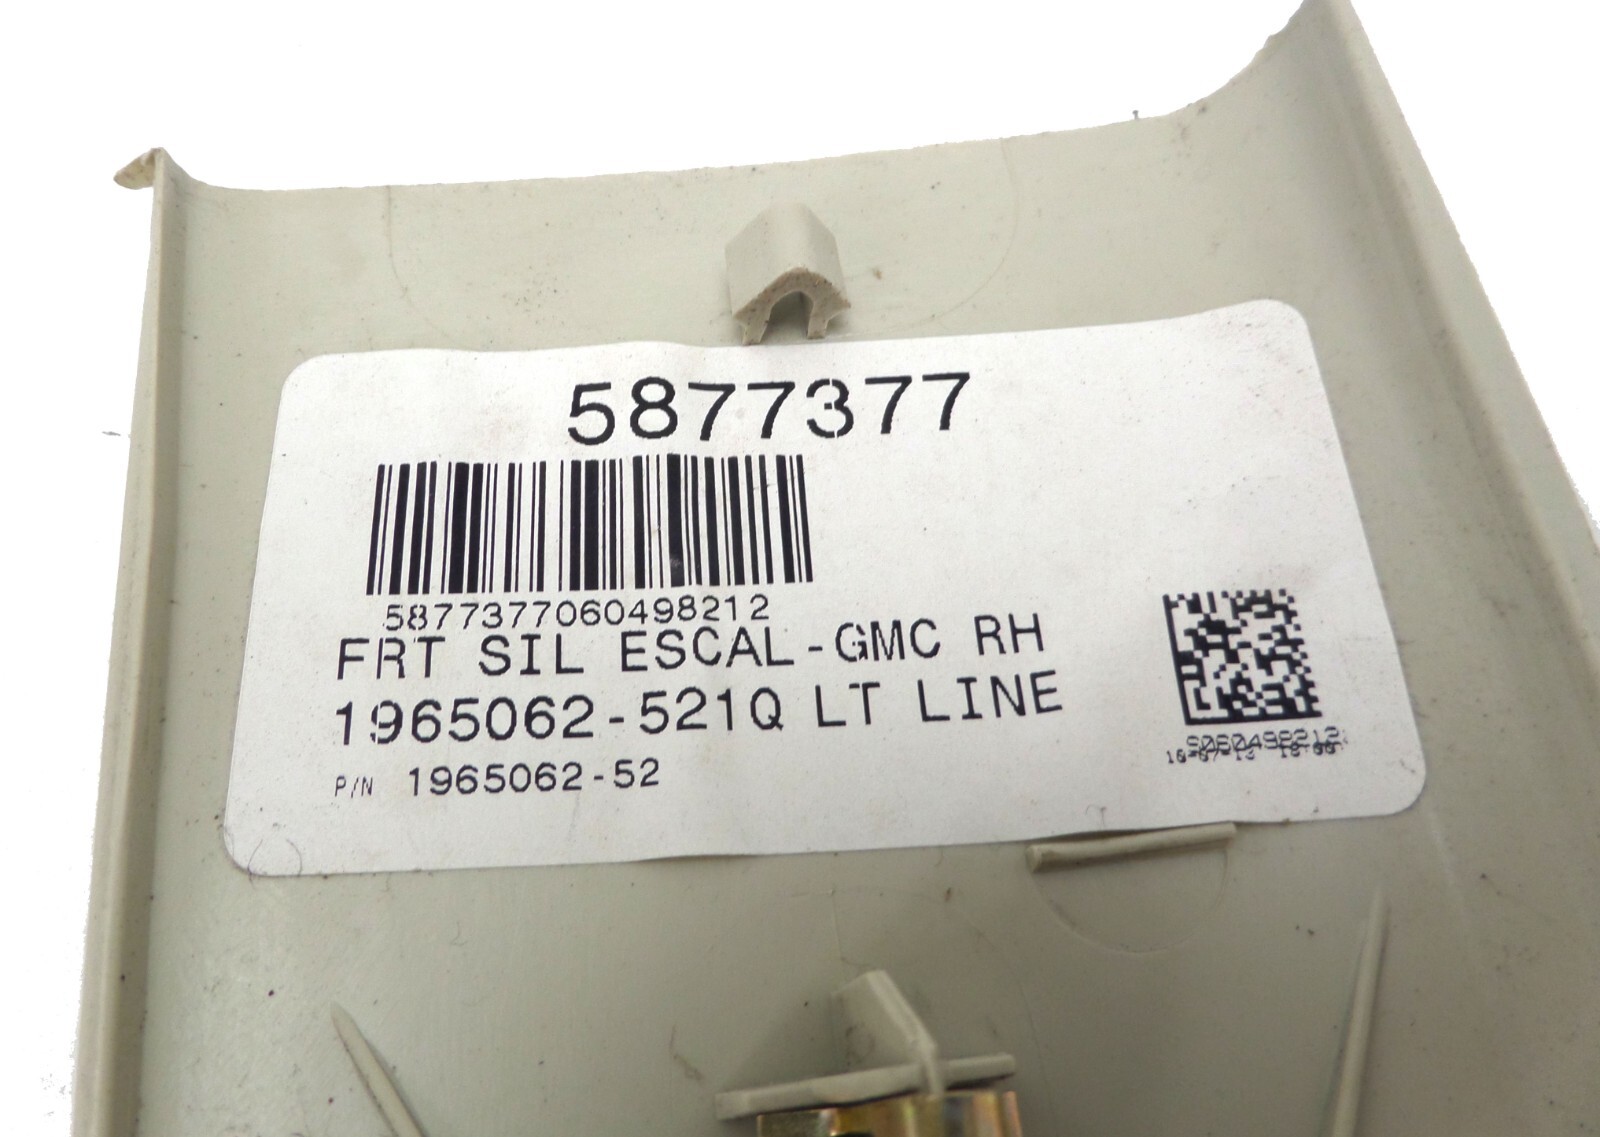 5877377
5877377060498212
FRT SIL ESCAL-GMC RH
1965062-521Q LT LINE
P/N 1965062-52